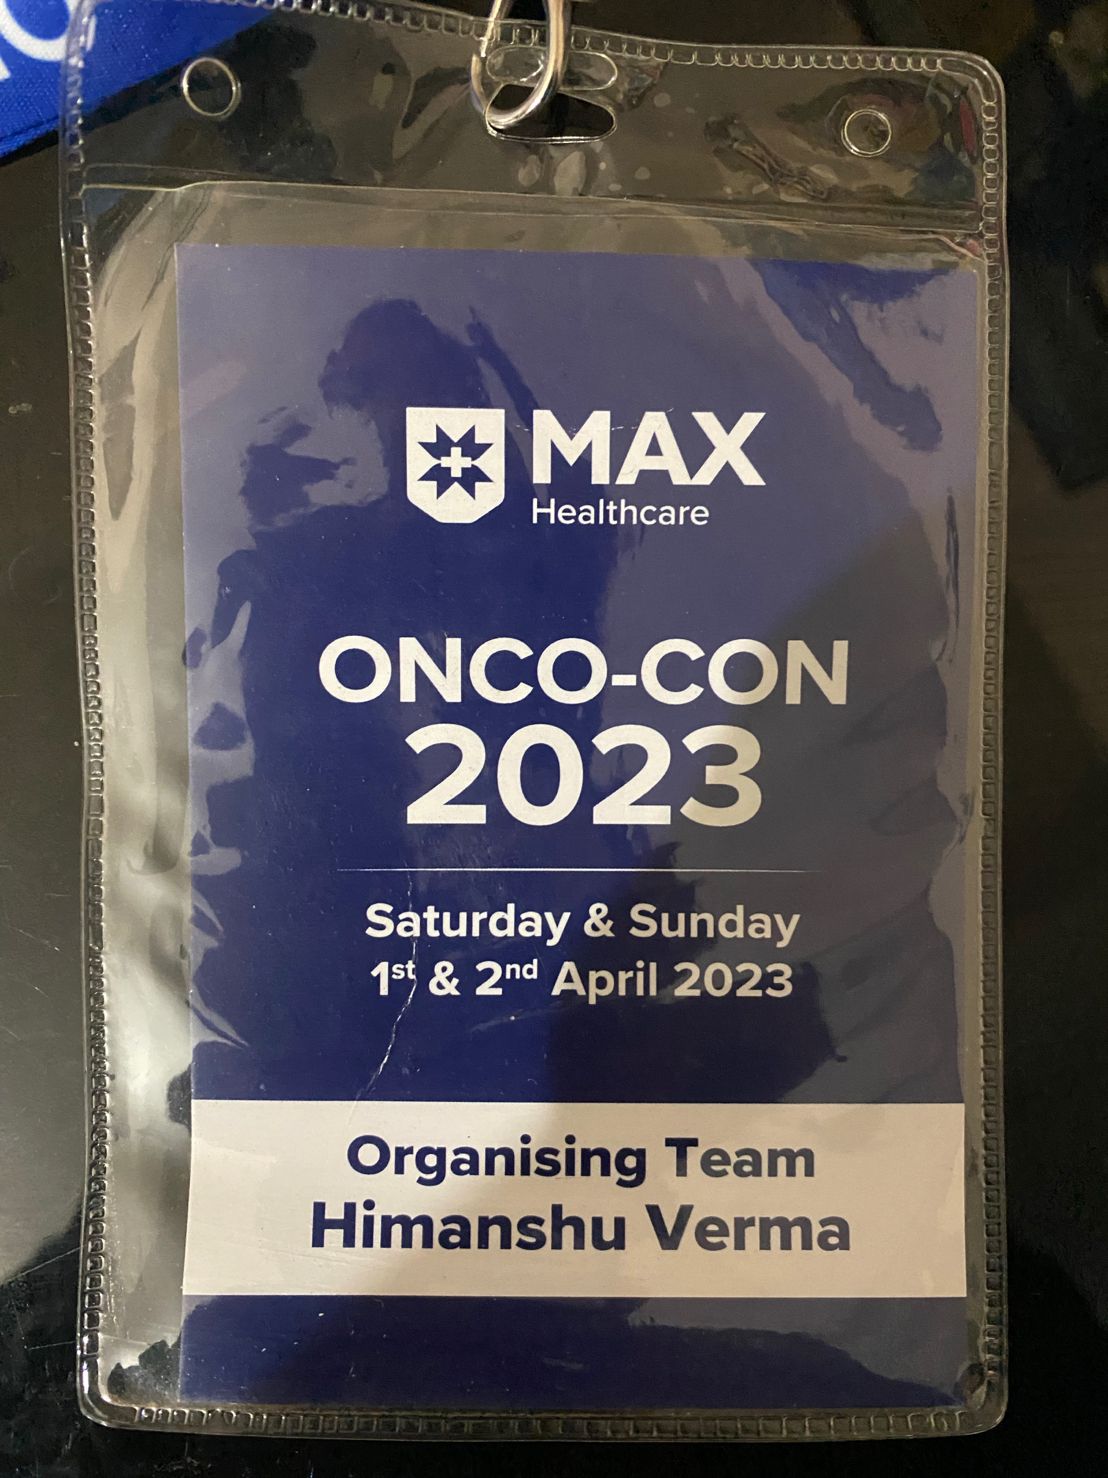 MAX
Healthcare
ONCO-CON
2023
Saturday & Sunday
1st & 2nd April 2023
Organising Team
Himanshu Verma